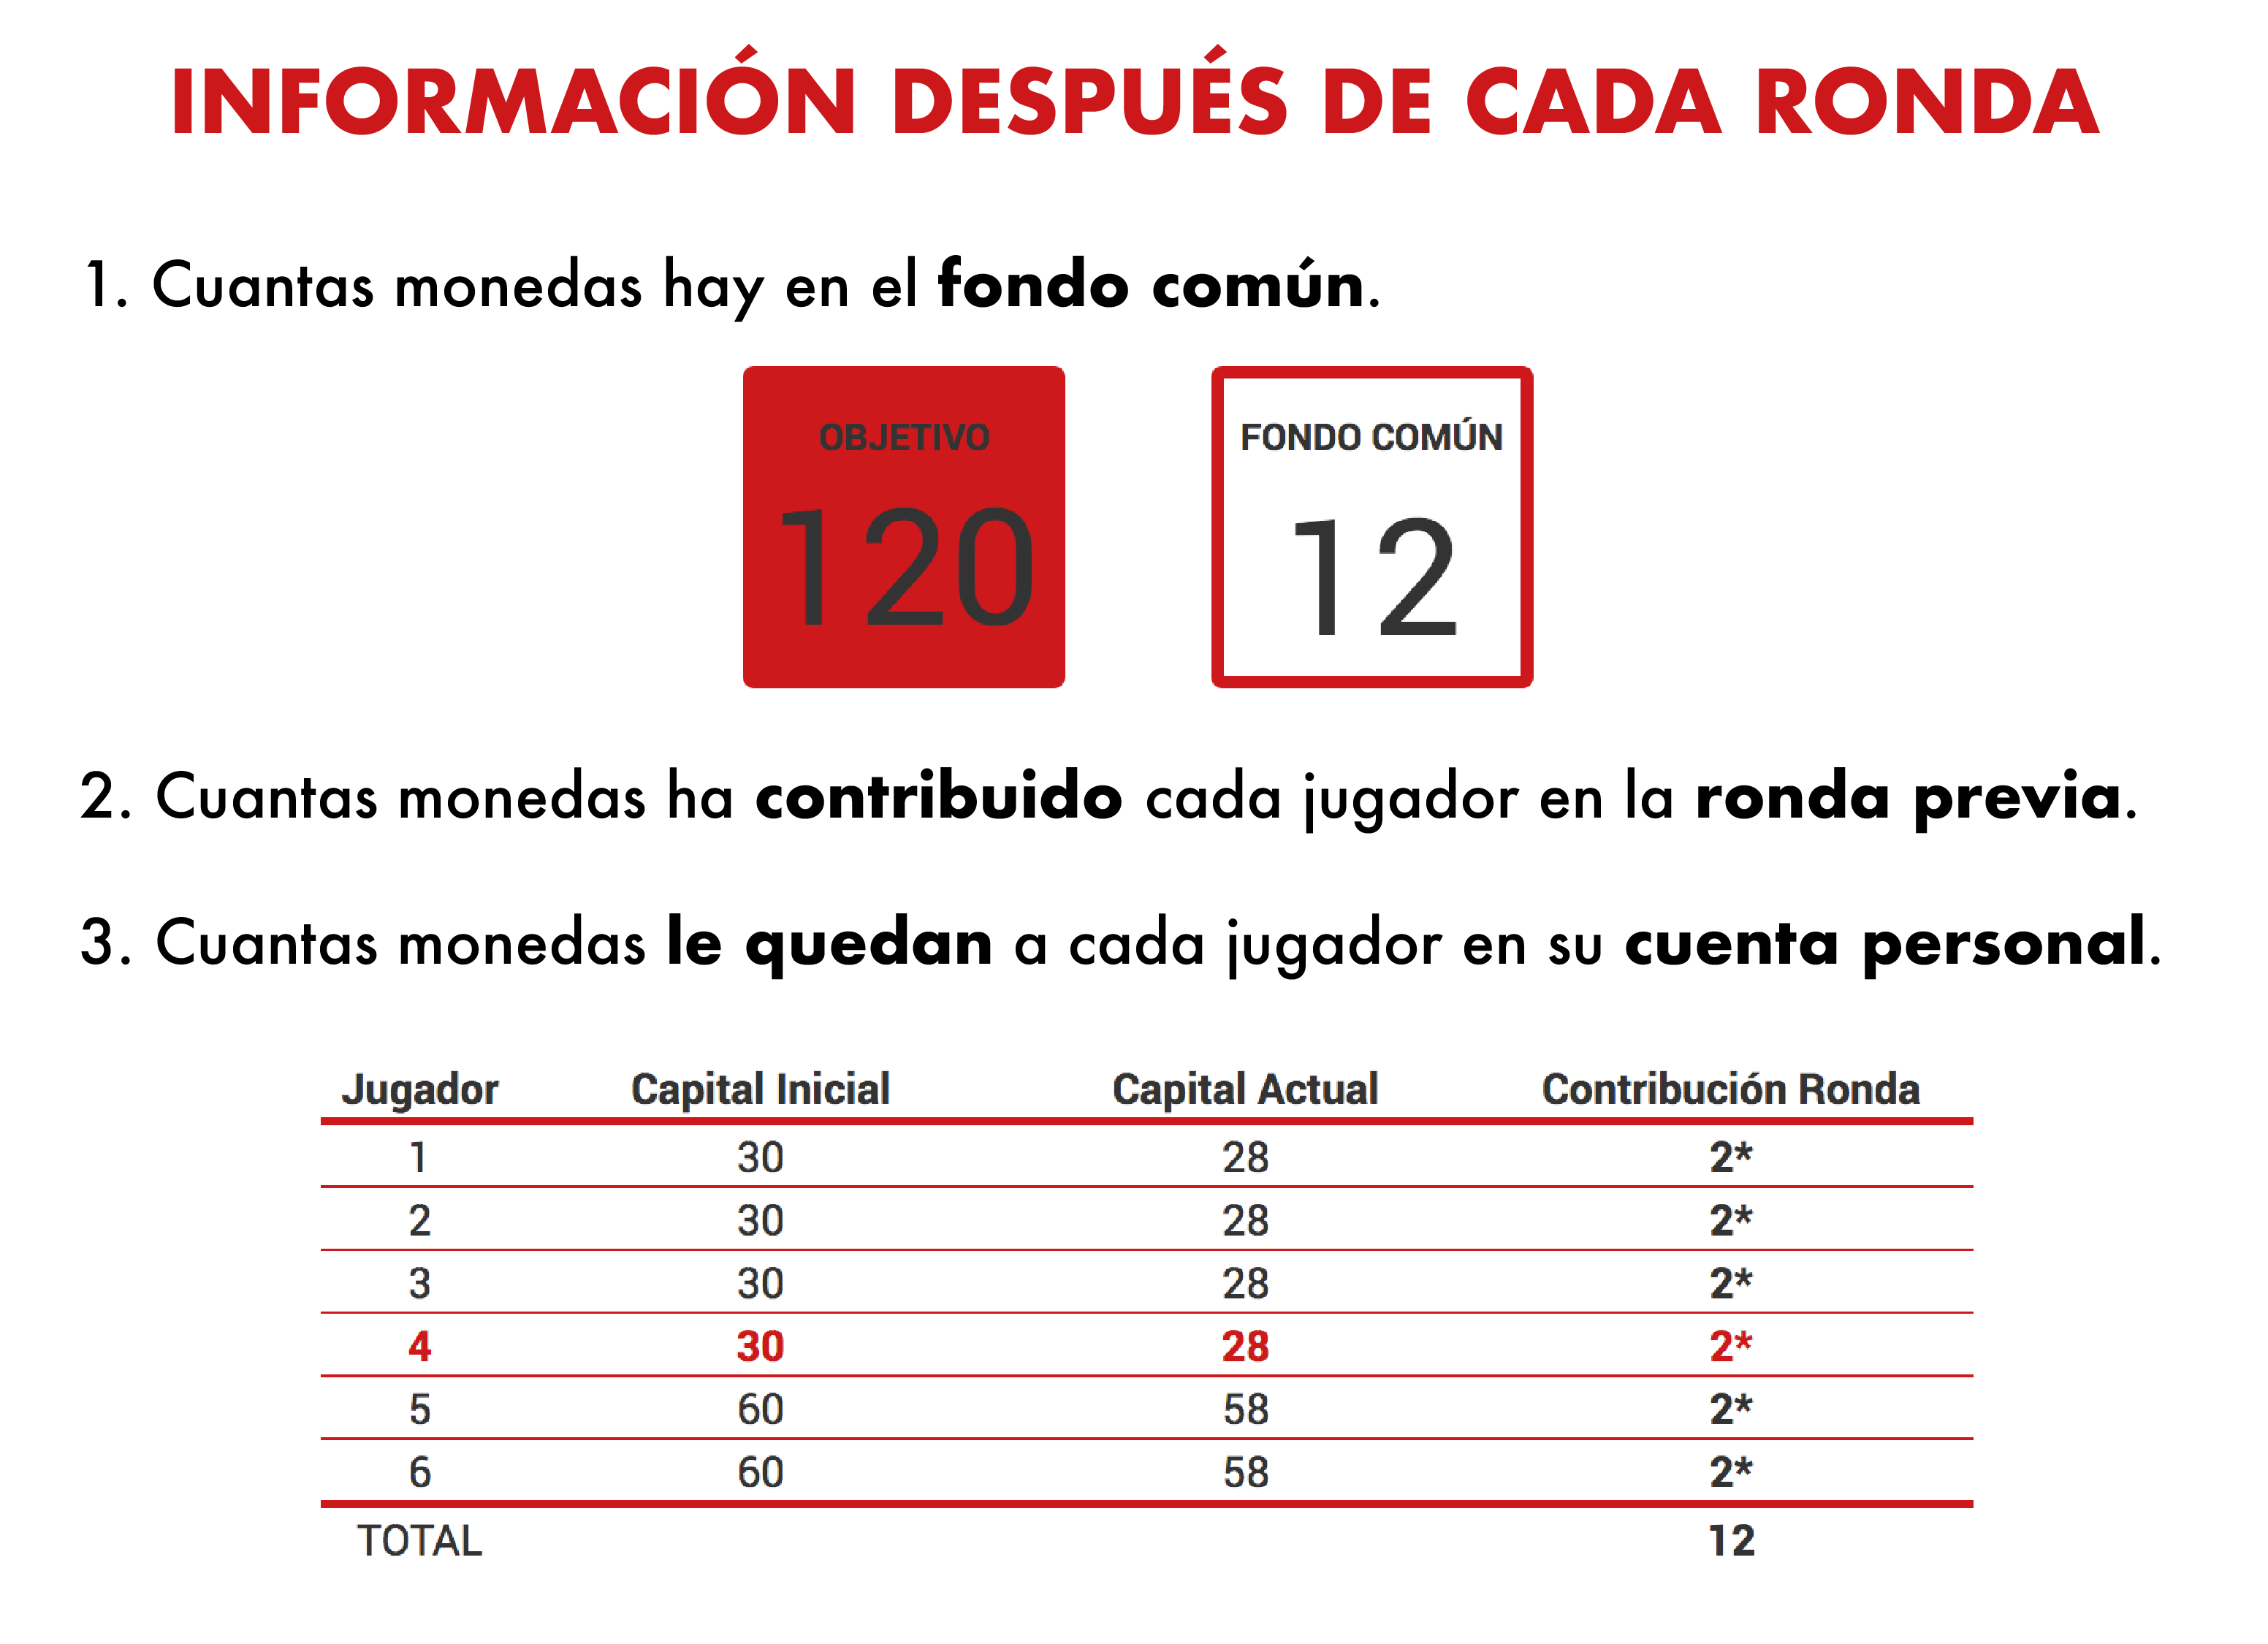 INFORMACIÓN DESPUÉS DE CADA RONDA
1. Cuantas monedas hay en el fondo común.
OBJETIVO FONDO COMÚN
120 12
2. Cuantas monedas ha contribuido cada jugador en la ronda previa.
3. Cuantas monedas le quedan a cada jugador en su cuenta personal.
Jugador Capital Inicial Capital Actual Contribución Ronda
1 30 28 2*
2 30 28 2*
3 30 28 2*
4 30 28 2*
5 60 58 2*
6 60 58 2*
TOTAL 12